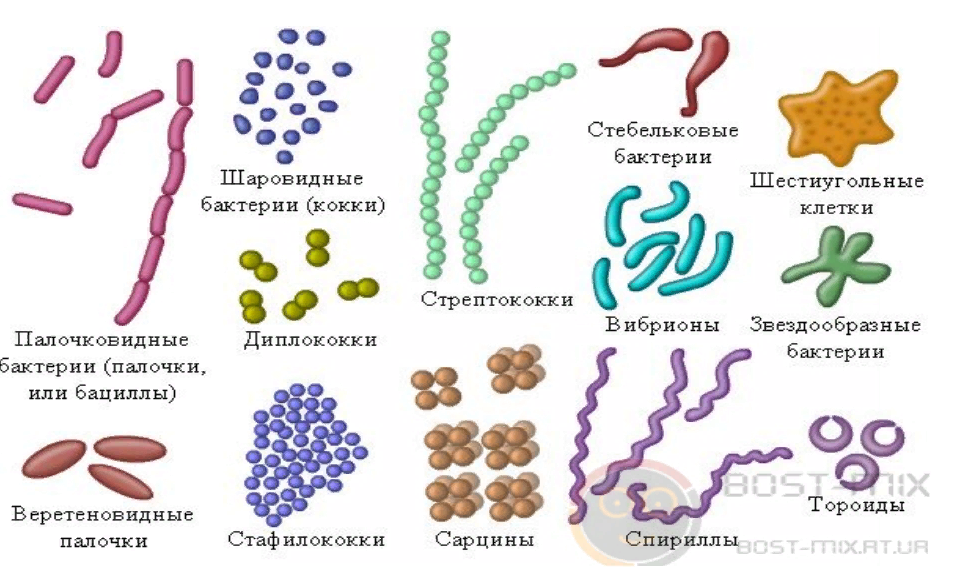 Шаровидные
бактерии (кокки)
Стебельковые
бактерии
Шестиугольные
клетки
Палочковидные
бактерии (палочки,
или бациллы)
Диплококки
Стрептококки
Вибрионы
Звездообразные
бактерии
Веретеновидные
палочки
Стафилококки
Сарцины
Спириллы
Тороиды
BOST-MIX
BOST-MIX.AT.UA